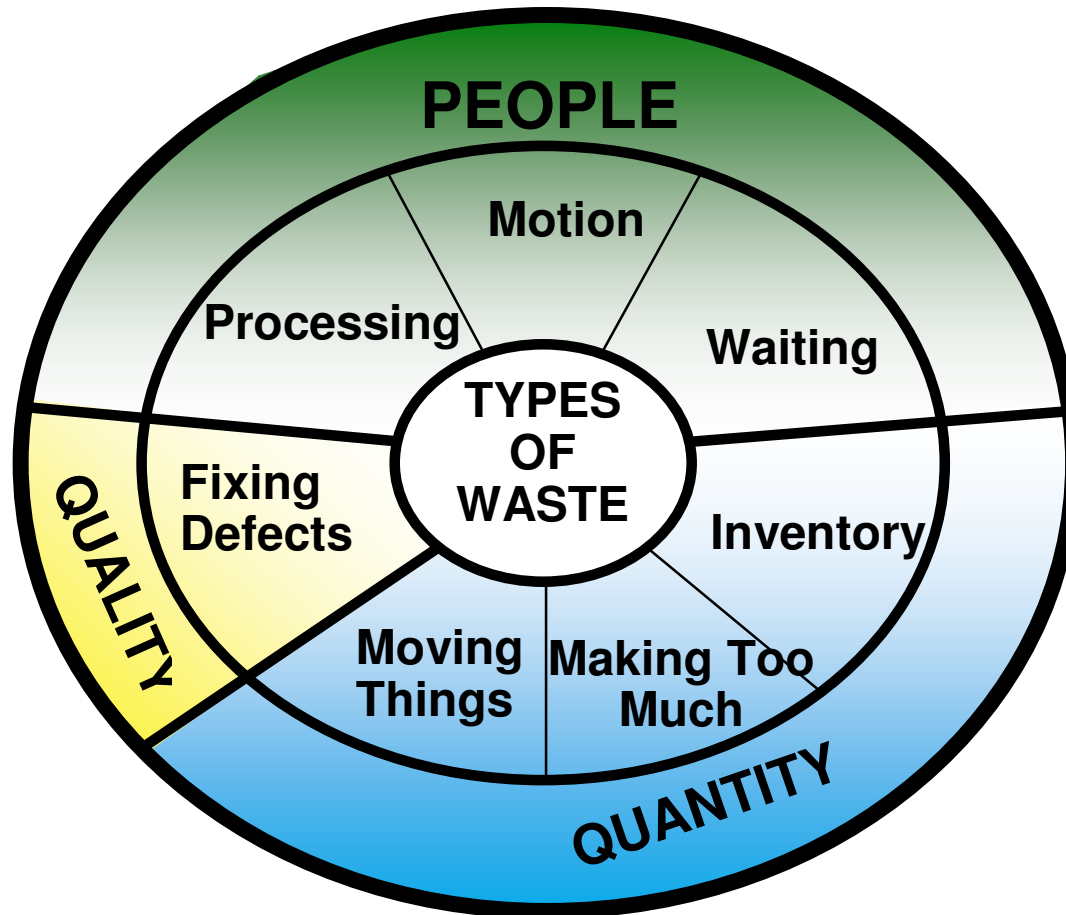 PEOPLE
Motion
Processing
Waiting
TYPES
OF
WASTE
Fixing
Defects
Inventory
QUALITY
Moving
Things
Making Too
Much
QUANTITY